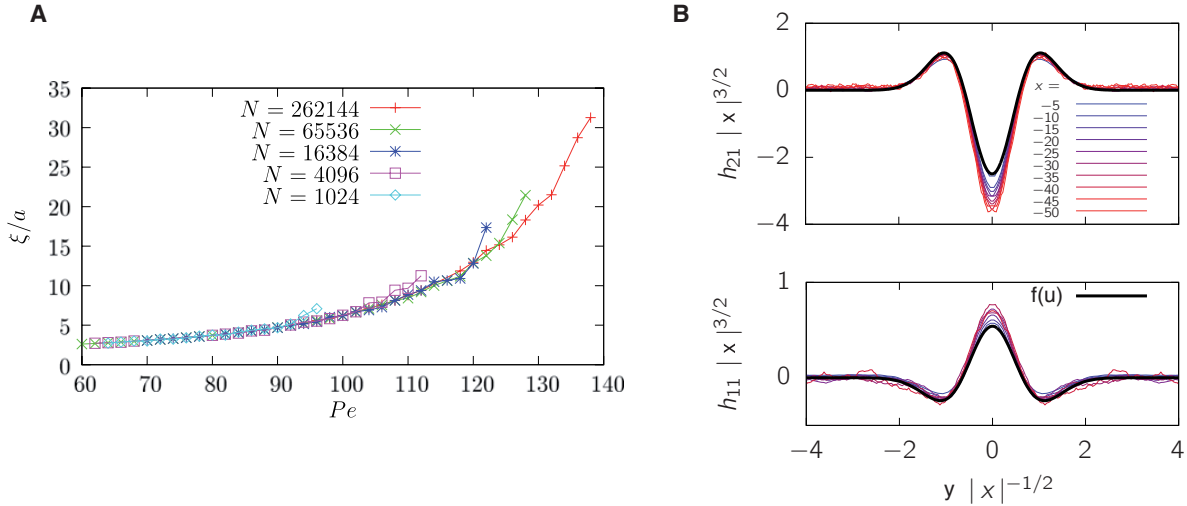 A
35
30
25
20
15
10
5
0
ξ/a
N = 262144
N = 65536
N = 16384
N = 4096
N = 1024
60 70 80 90 100 110 120 130 140
Pe
B
2
0
−2
−4
h21 | x |^3/2
x =
−5
−10
−15
−20
−25
−30
−35
−40
−45
−50
1
0
h11 | x |^3/2
f(u)
−4 −2 0 2 4
y | x |^−1/2